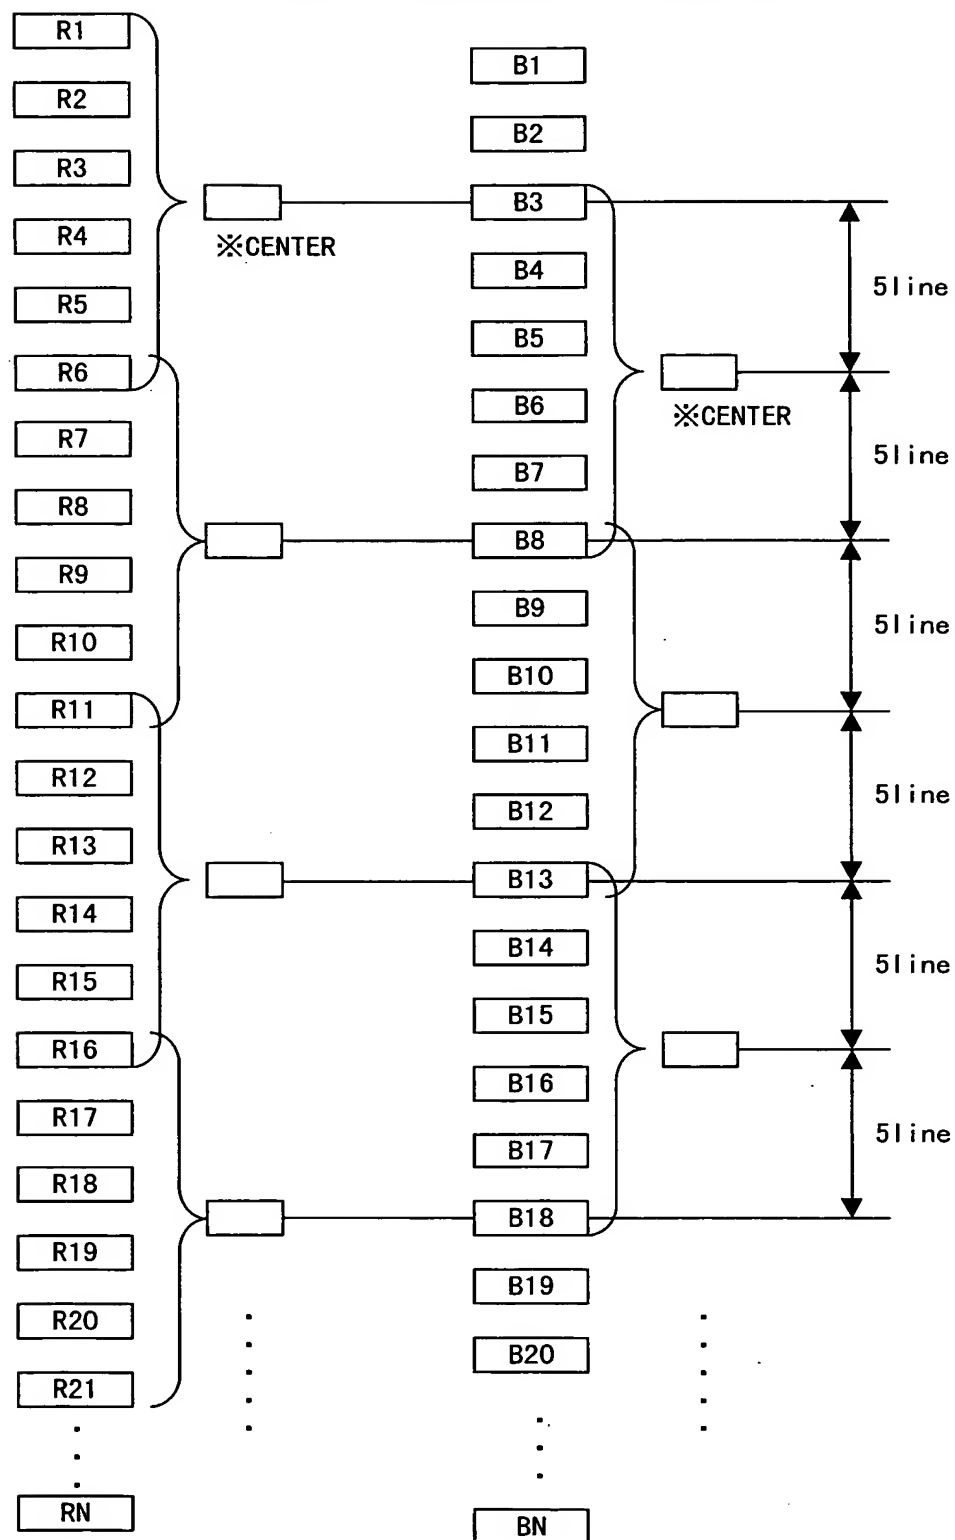 R1
R2
R3
R4
R5
R6
R7
R8
R9
R10
R11
R12
R13
R14
R15
R16
R17
R18
R19
R20
R21
RN
※CENTER
B1
B2
B3
B4
B5
B6
B7
B8
B9
B10
B11
B12
B13
B14
B15
B16
B17
B18
B19
B20
BN
※CENTER
5line
5line
5line
5line
5line
5line